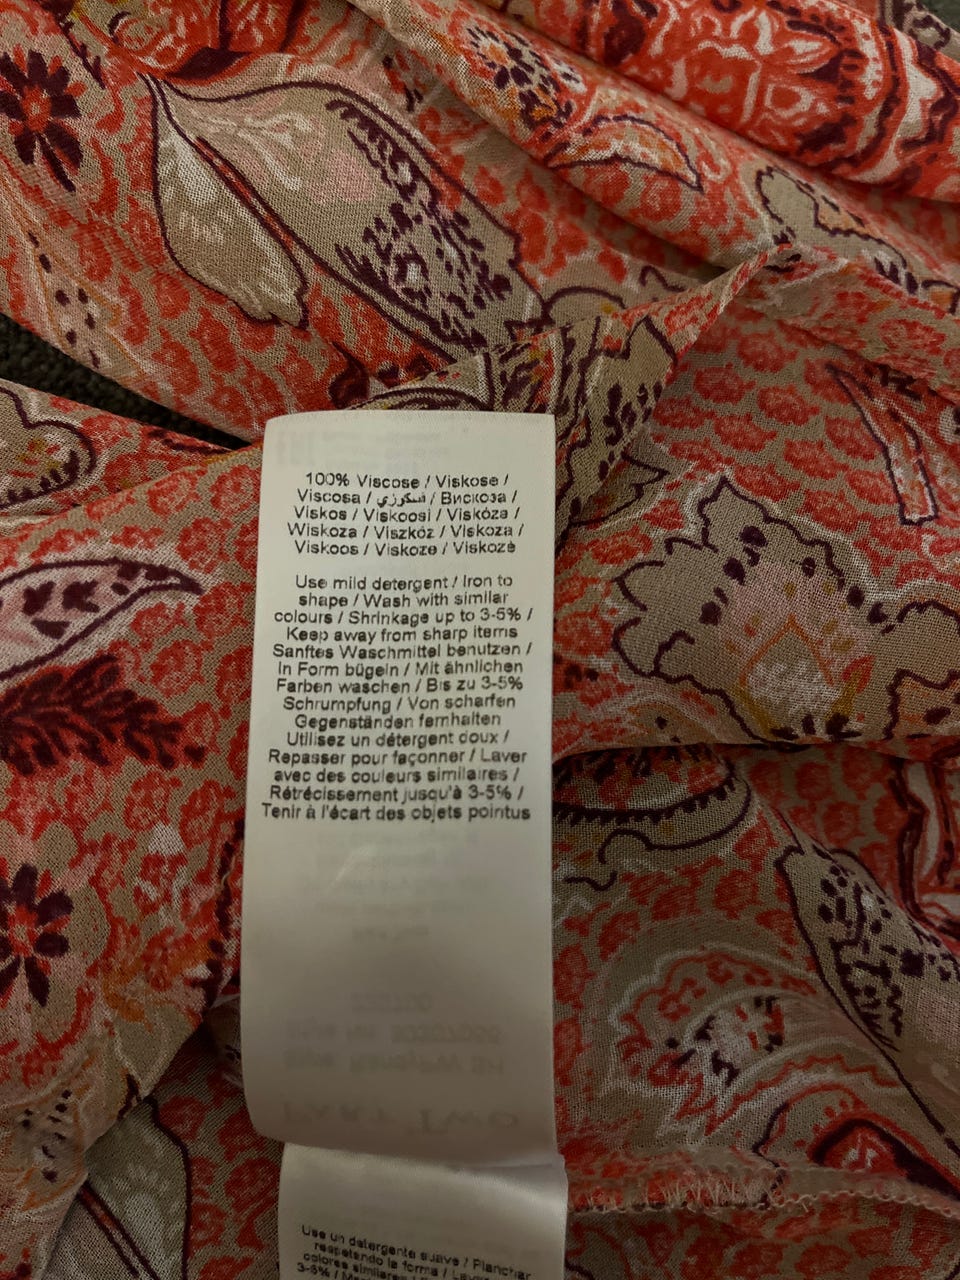 100% Viscose / Viskose /
Viscosa / فسكوزي / Вискоза /
Viskos / Viskoosi / Viskóza /
Wiskoza / Viszkóz / Viskoza /
Viskoos / Viskoze / Viskozė
Use mild detergent / Iron to
shape / Wash with similar
colours / Shrinkage up to 3-5% /
Keep away from sharp items
Sanftes Waschmittel benutzen /
In Form bügeln / Mit ähnlichen
Farben waschen / Bis zu 3-5%
Schrumpfung / Von scharfen
Gegenständen fernhalten
Utilisez un détergent doux /
Repasser pour façonner / Laver
avec des couleurs similaires /
Rétrécissement jusqu'à 3-5% /
Tenir à l'écart des objets pointus
Use un detergente suave / Planchar
respetando la forma /
colores similares /